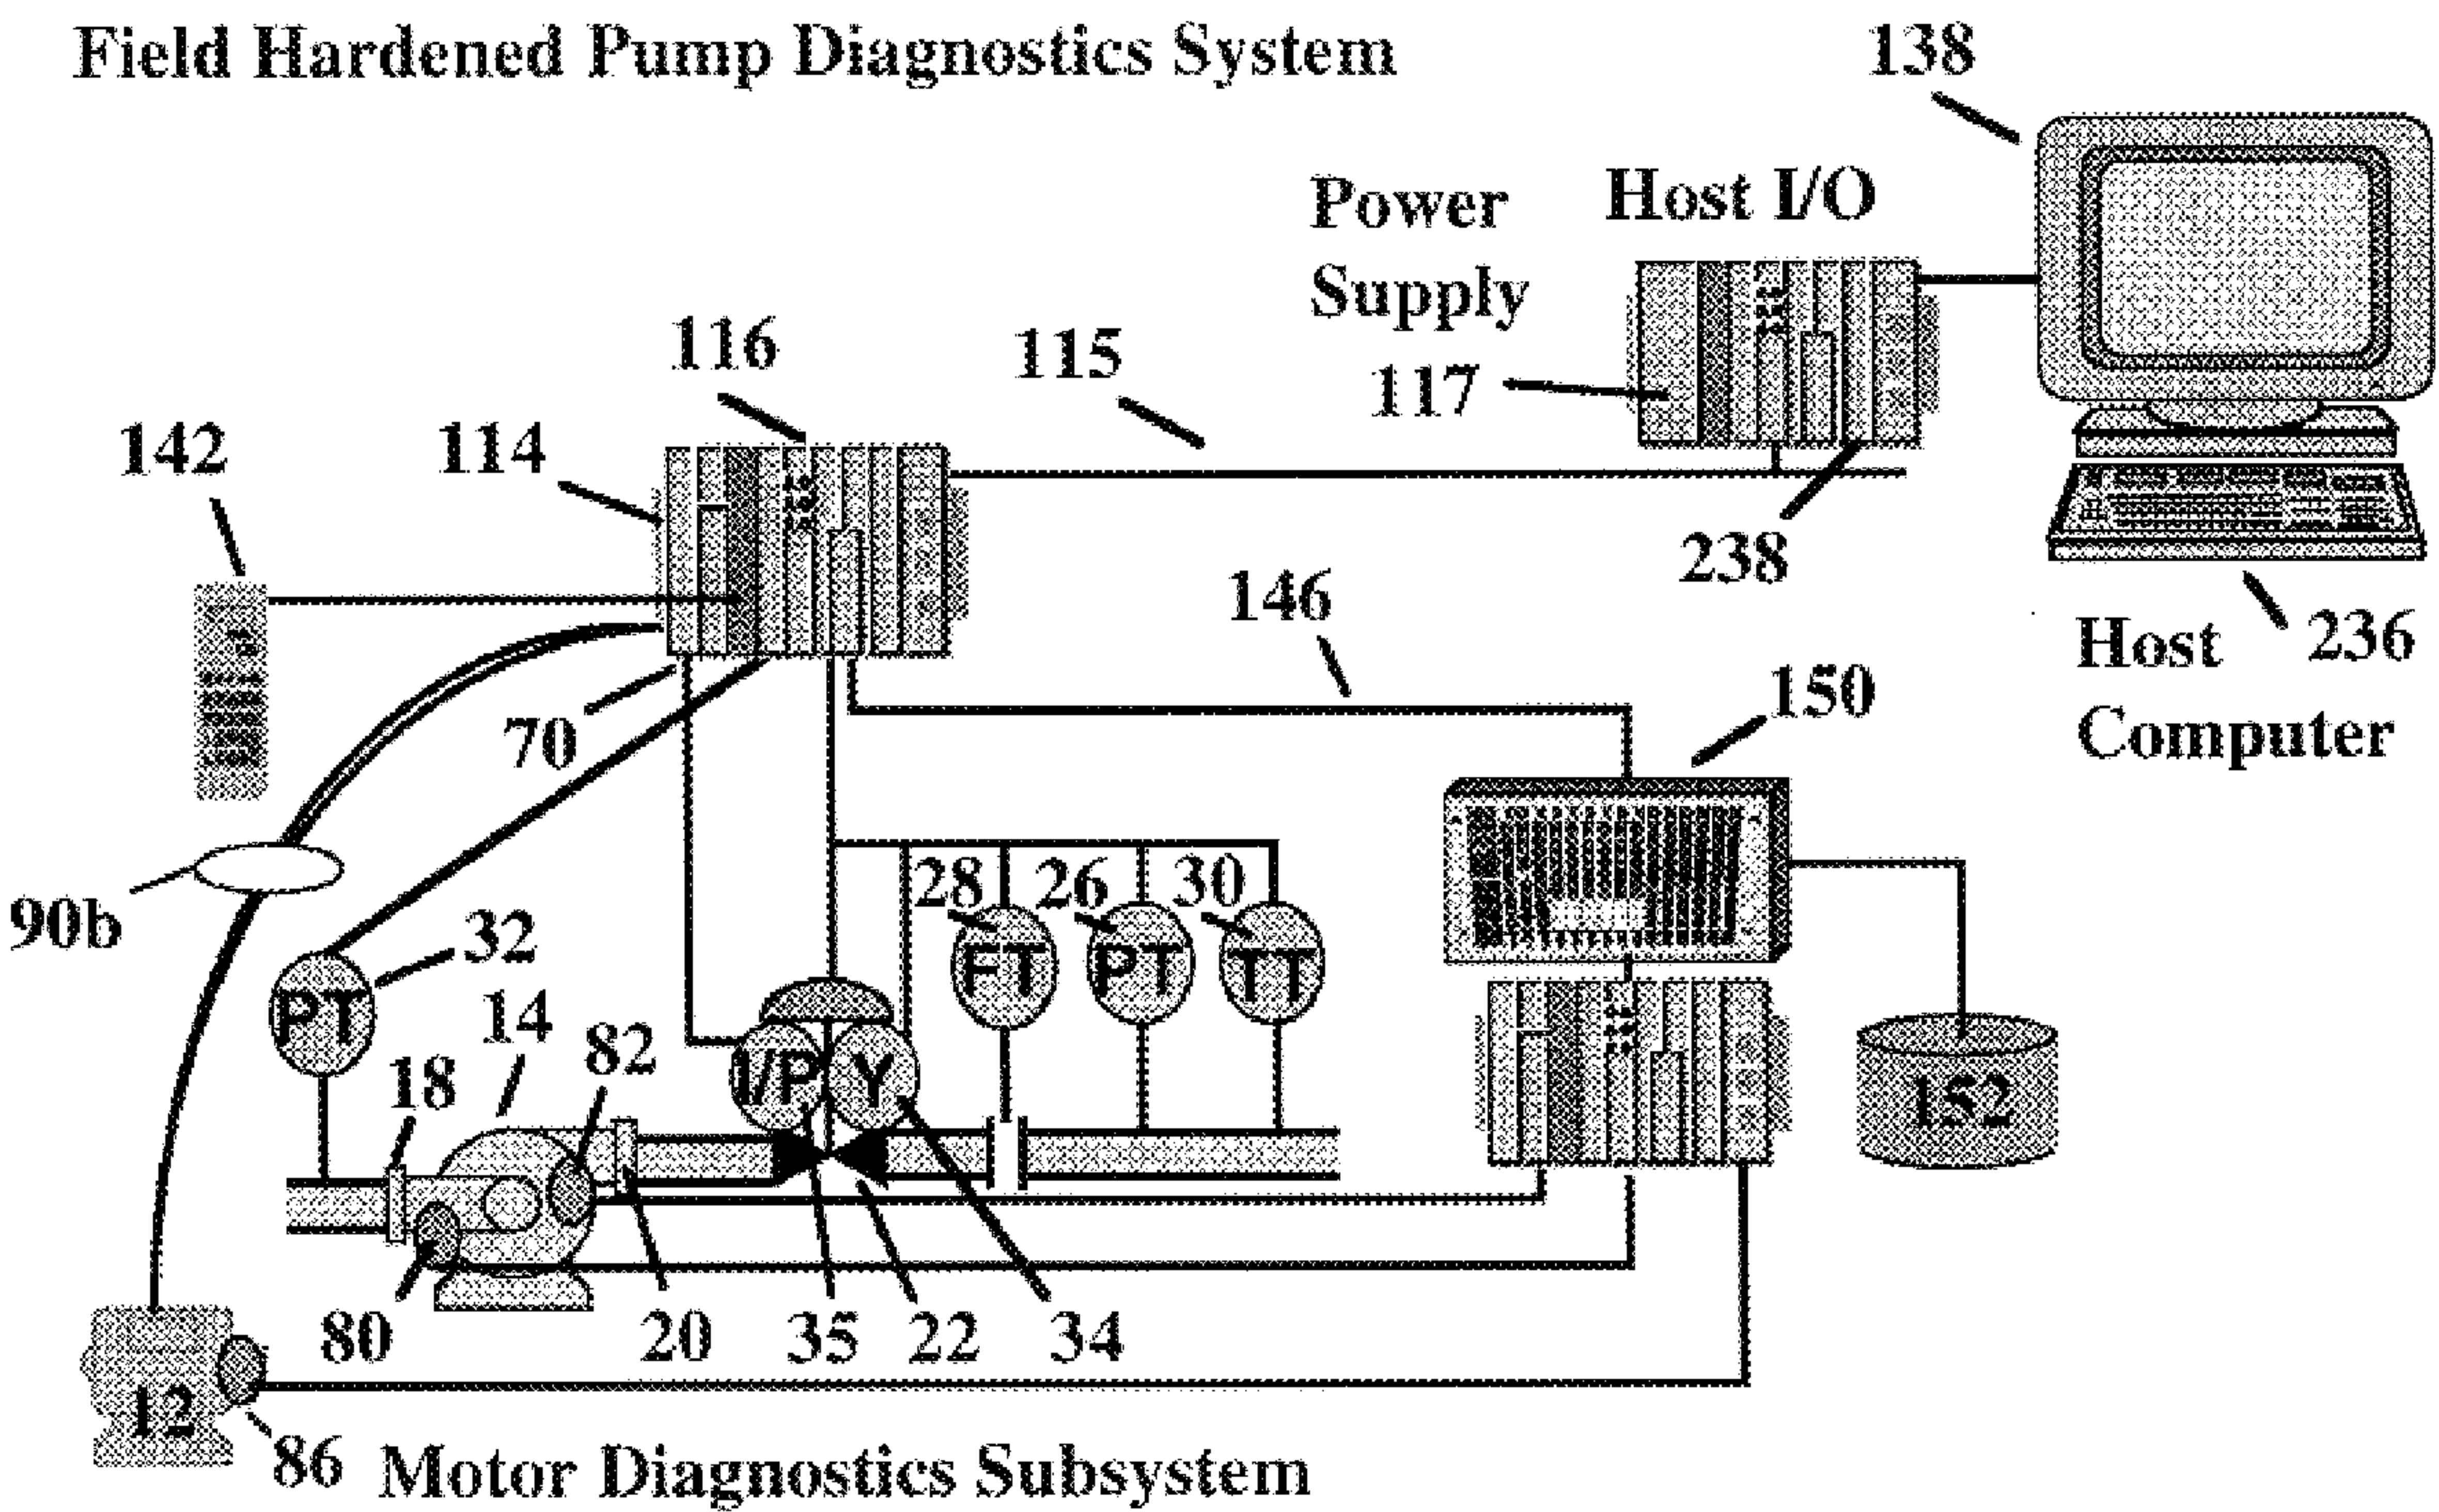 Field Hardened Pump Diagnostics System
138
Power
Supply
Host I/O
117
116
115
142
114
238
146
Host
Computer
236
70
150
90b
32
28
26
30
FT
PT
TT
PT
14
82
18
I/P
Y
152
80
20
35
22
34
12
86
Motor Diagnostics Subsystem